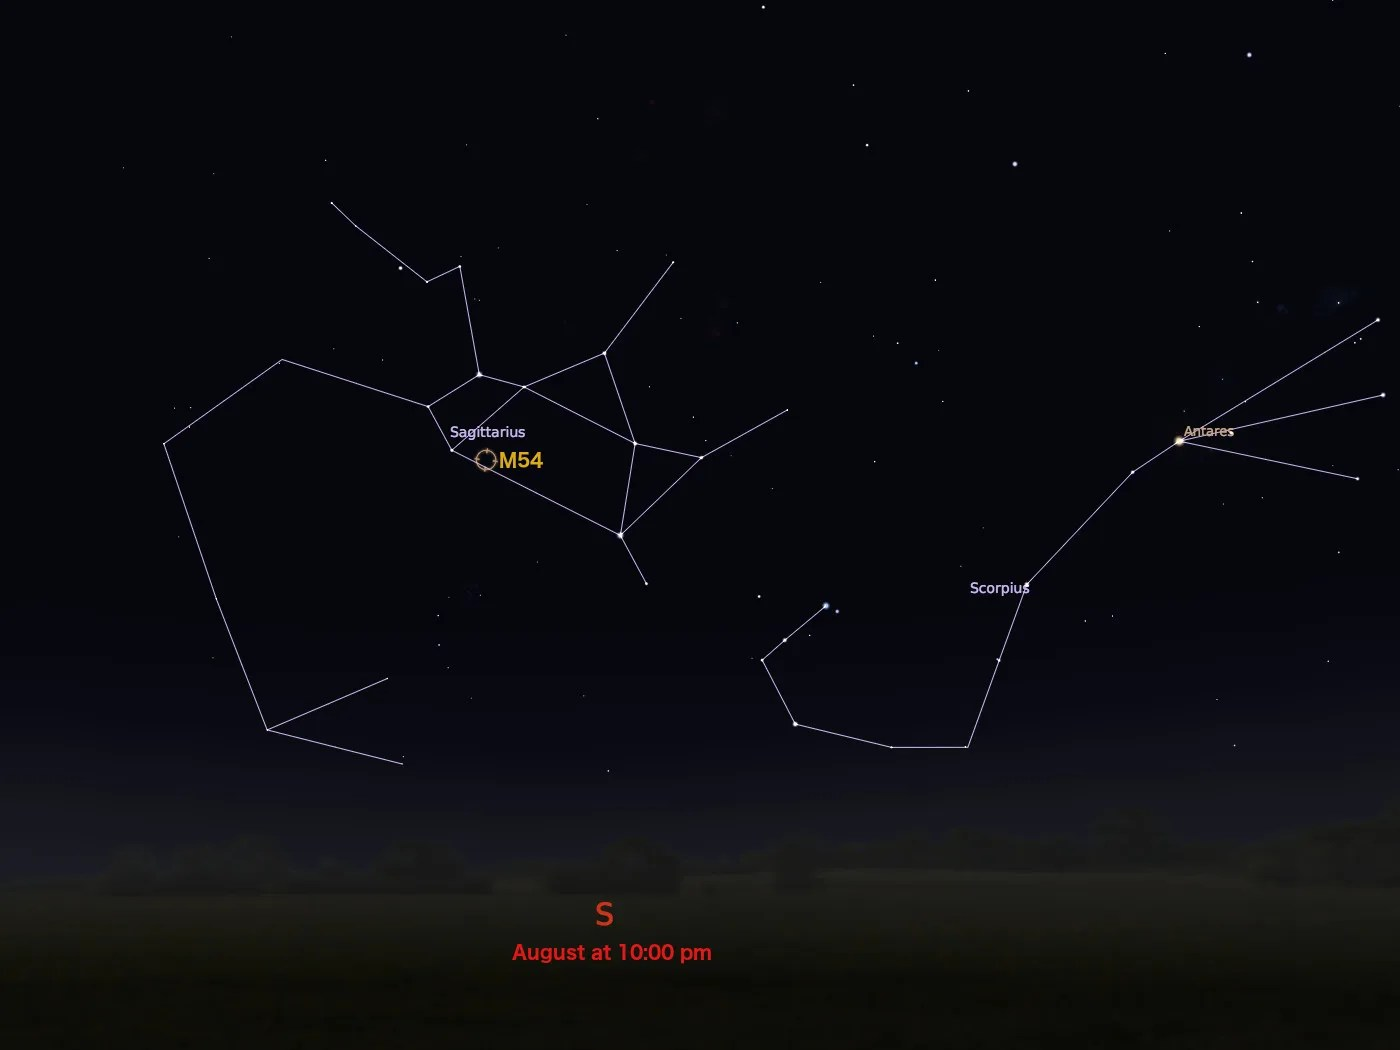 Antares
Sagittarius
M54
Scorpius
S
August at 10:00 pm